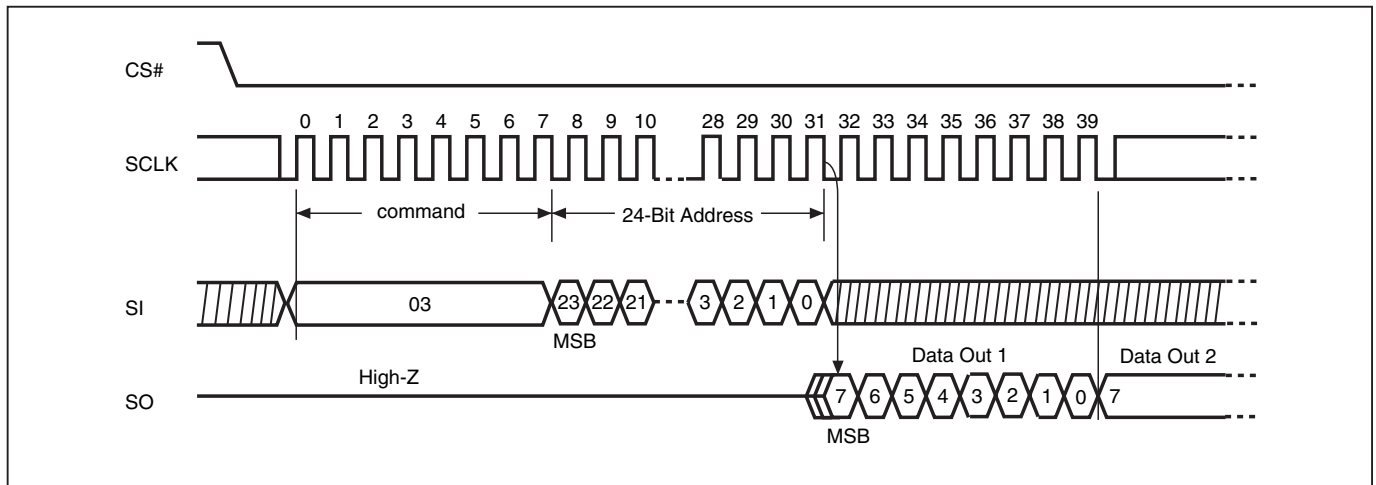 CS#
0 1 2 3 4 5 6 7 8 9 10 28 29 30 31 32 33 34 35 36 37 38 39
SCLK
command 24-Bit Address
SI 03 23 22 21 3 2 1 0
MSB
High-Z Data Out 1 Data Out 2
SO 7 6 5 4 3 2 1 0 7
MSB